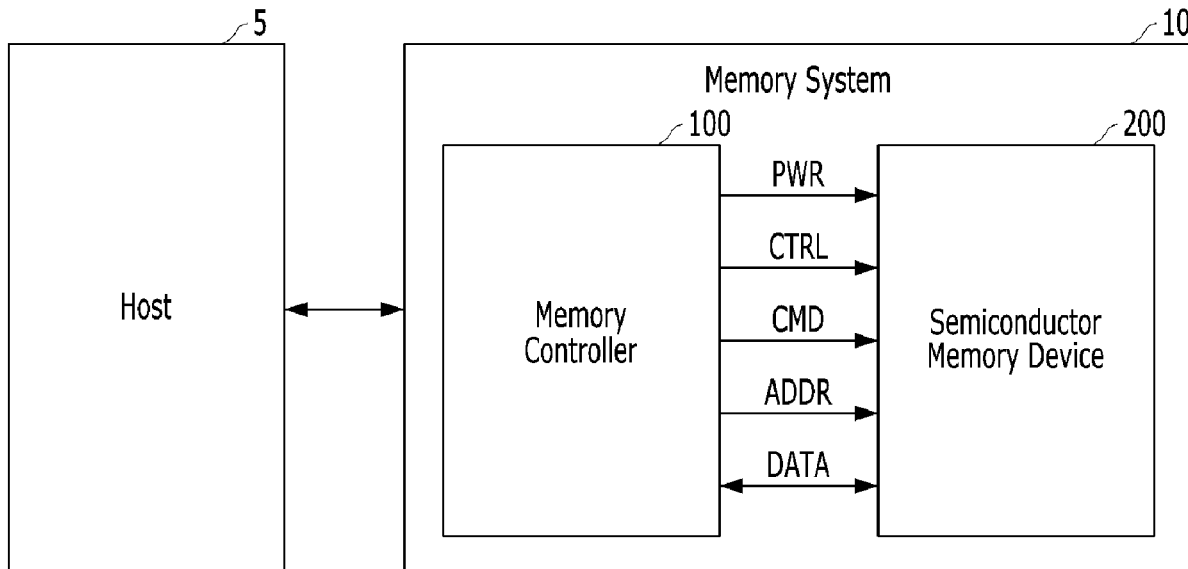 5
10
Memory System
100
200
Host
Memory
Controller
PWR
CTRL
CMD
ADDR
DATA
Semiconductor
Memory Device